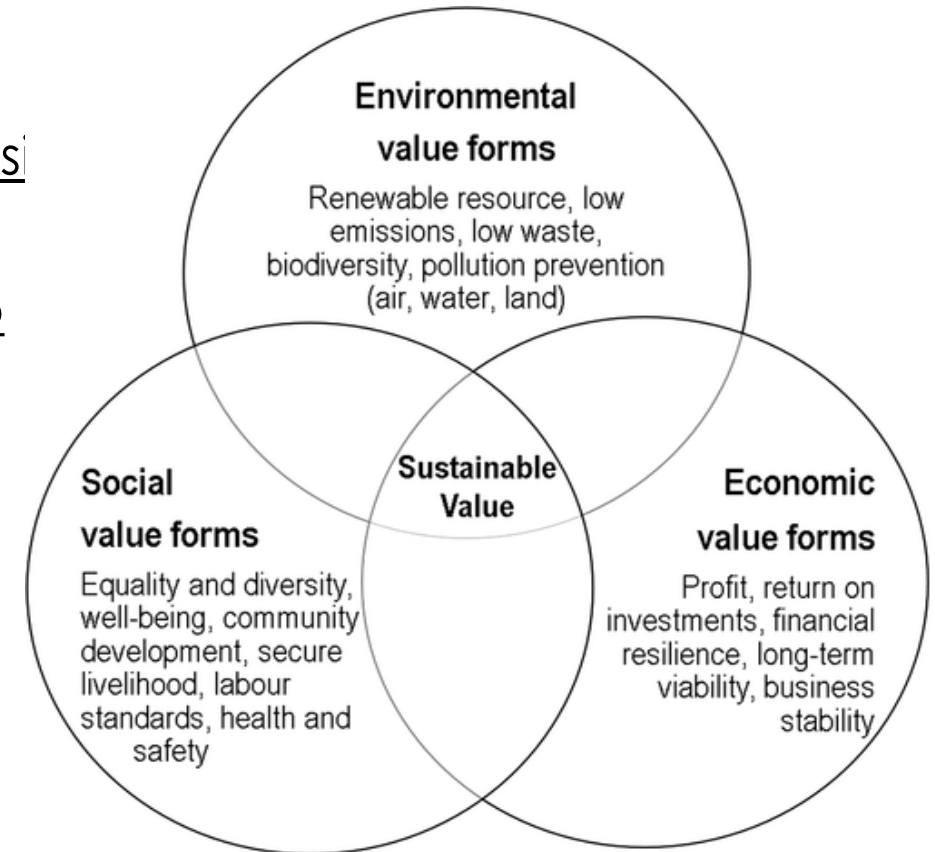 Environmental
value forms
Renewable resource, low
emissions, low waste,
biodiversity, pollution prevention
(air, water, land)
Sustainable
Value
Social
value forms
Equality and diversity,
well-being, community
development, secure
livelihood, labour
standards, health and
safety
Economic
value forms
Profit, return on
investments, financial
resilience, long-term
viability, business
stability